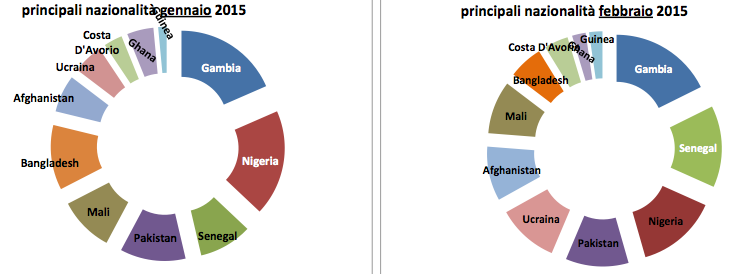 principali nazionalità gennaio 2015
Gambia
Nigeria
Senegal
Pakistan
Mali
Bangladesh
Afghanistan
Ucraina
Costa
D'Avorio
Ghana
Guinea
principali nazionalità febbraio 2015
Gambia
Senegal
Nigeria
Pakistan
Ucraina
Afghanistan
Mali
Bangladesh
Costa D'Avorio
Ghana
Guinea